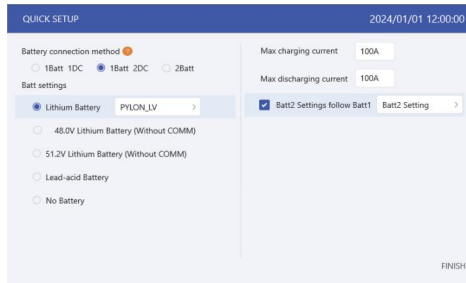 QUICK SETUP
2024/01/01 12:00:00
Battery connection method
1Batt 1DC
1Batt 2DC
2Batt
Batt settings
Lithium Battery
PYLON_LV >
48.0V Lithium Battery (Without COMM)
51.2V Lithium Battery (Without COMM)
Lead-acid Battery
No Battery
Max charging current
100A
Max discharging current
100A
Batt2 Settings follow Batt1
Batt2 Setting >
FINISH